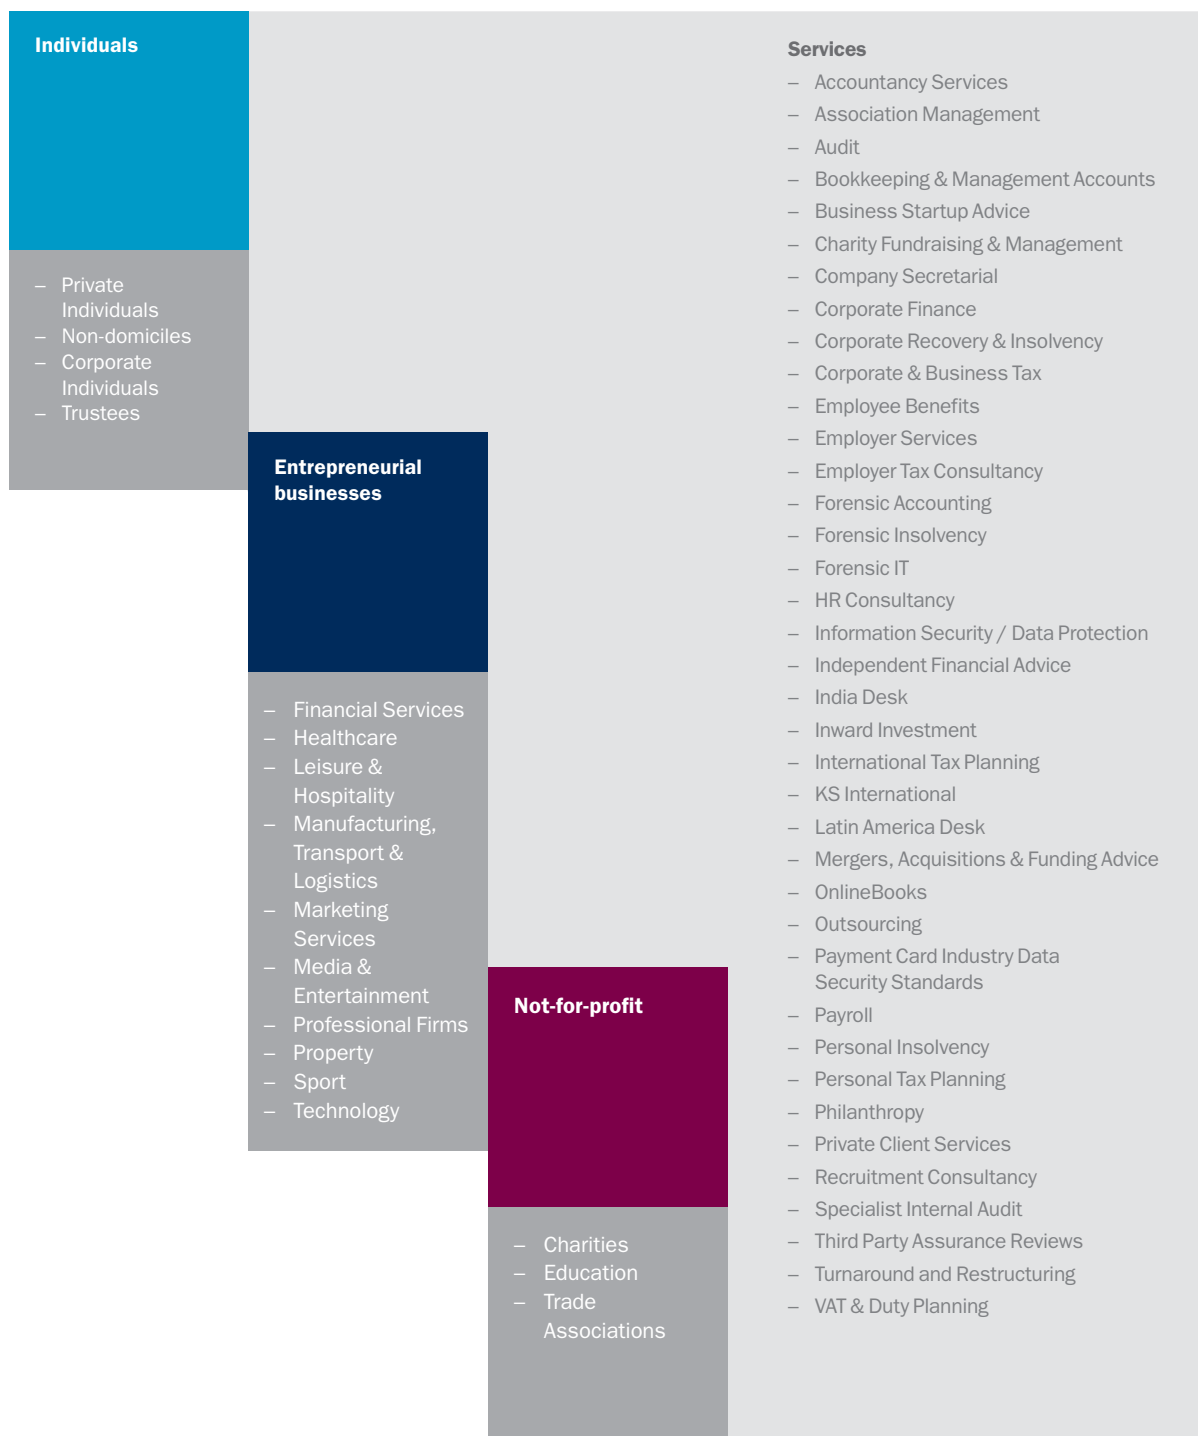 Individuals
– Private
Individuals
– Non-domiciles
– Corporate
Individuals
– Trustees
Entrepreneurial
businesses
– Financial Services
– Healthcare
– Leisure &
Hospitality
– Manufacturing,
Transport &
Logistics
– Marketing
Services
– Media &
Entertainment
– Professional Firms
– Property
– Sport
– Technology
Not-for-profit
– Charities
– Education
– Trade
Associations
Services
– Accountancy Services
– Association Management
– Audit
– Bookkeeping & Management Accounts
– Business Startup Advice
– Charity Fundraising & Management
– Company Secretarial
– Corporate Finance
– Corporate Recovery & Insolvency
– Corporate & Business Tax
– Employee Benefits
– Employer Services
– Employer Tax Consultancy
– Forensic Accounting
– Forensic Insolvency
– Forensic IT
– HR Consultancy
– Information Security / Data Protection
– Independent Financial Advice
– India Desk
– Inward Investment
– International Tax Planning
– KS International
– Latin America Desk
– Mergers, Acquisitions & Funding Advice
– OnlineBooks
– Outsourcing
– Payment Card Industry Data
Security Standards
– Payroll
– Personal Insolvency
– Personal Tax Planning
– Philanthropy
– Private Client Services
– Recruitment Consultancy
– Specialist Internal Audit
– Third Party Assurance Reviews
– Turnaround and Restructuring
– VAT & Duty Planning